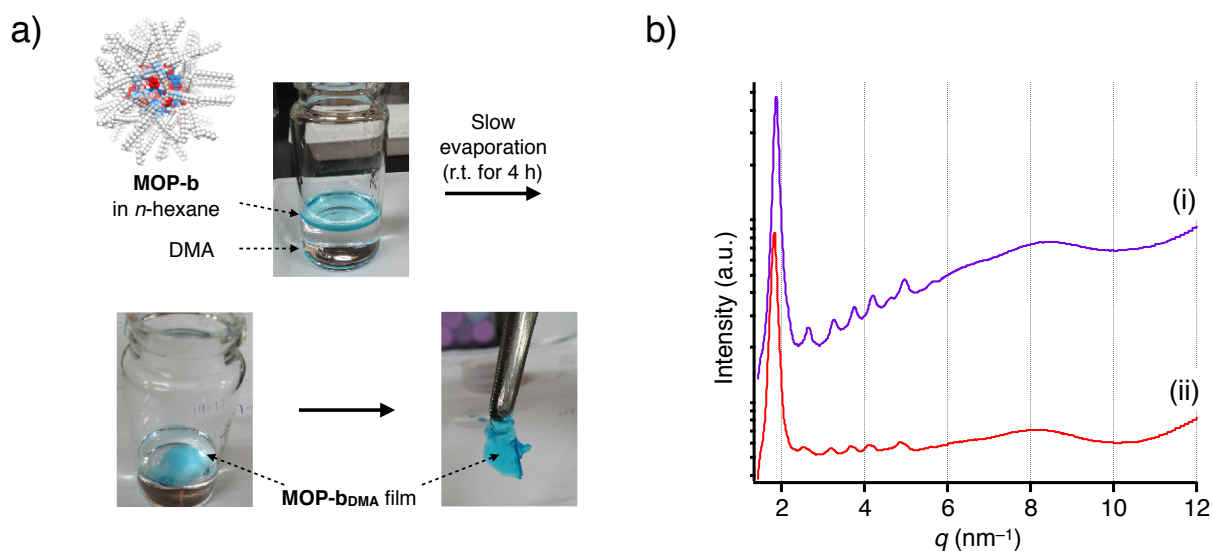 a)
MOP-b
in n-hexane
DMA
Slow
evaporation
(r.t. for 4 h)
MOP-bDMA film
b)
Intensity (a.u.)
(i)
(ii)
2
4
6
8
10
12
q (nm⁻¹)